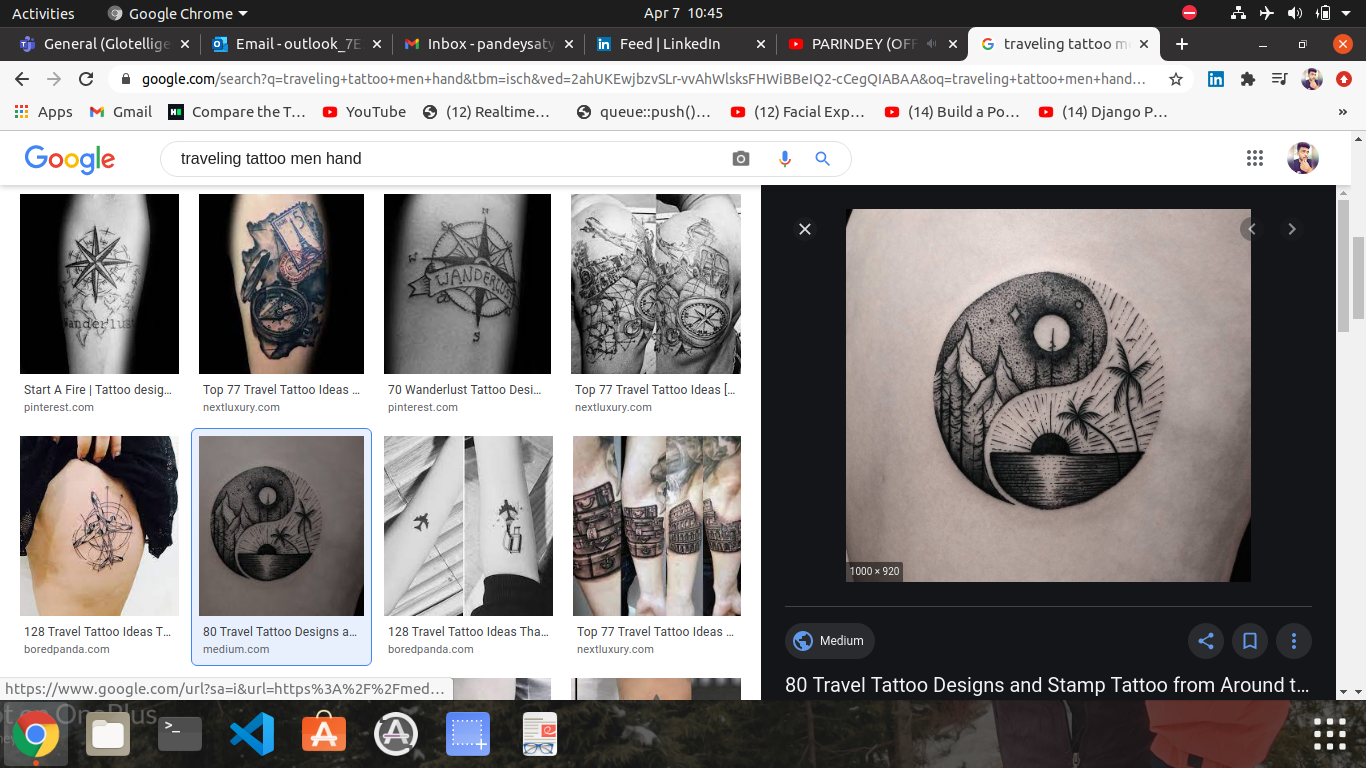 Activities
Google Chrome
Apr 7 10:45
General (Glotellige
Email - outlook_7E
Inbox - pandeysaty
Feed | LinkedIn
PARINDEY (OFF
traveling tattoo m
google.com/search?q=traveling+tattoo+men+hand&tbm=isch&ved=2ahUKEwjbzvSLr-vvAhWlsksFHWiBBeIQ2-cCegQIABAA&oq=traveling+tattoo+men+hand...
Apps
Gmail
Compare the T...
YouTube
(12) Realtime...
queue::push()...
(12) Facial Exp...
(14) Build a Po...
(14) Django P...
»
Google
traveling tattoo men hand
Wanderlust
WANDERLUS
N
S
Start A Fire | Tattoo desig...
pinterest.com
Top 77 Travel Tattoo Ideas ...
nextluxury.com
70 Wanderlust Tattoo Desi...
pinterest.com
Top 77 Travel Tattoo Ideas [...
nextluxury.com
128 Travel Tattoo Ideas T...
boredpanda.com
80 Travel Tattoo Designs a...
medium.com
128 Travel Tattoo Ideas Tha...
boredpanda.com
Top 77 Travel Tattoo Ideas ...
nextluxury.com
1000 × 920
Medium
80 Travel Tattoo Designs and Stamp Tattoo from Around t...
https://www.google.com/url?sa=i&url=https%3A%2F%2Fmed...
on OnePlus